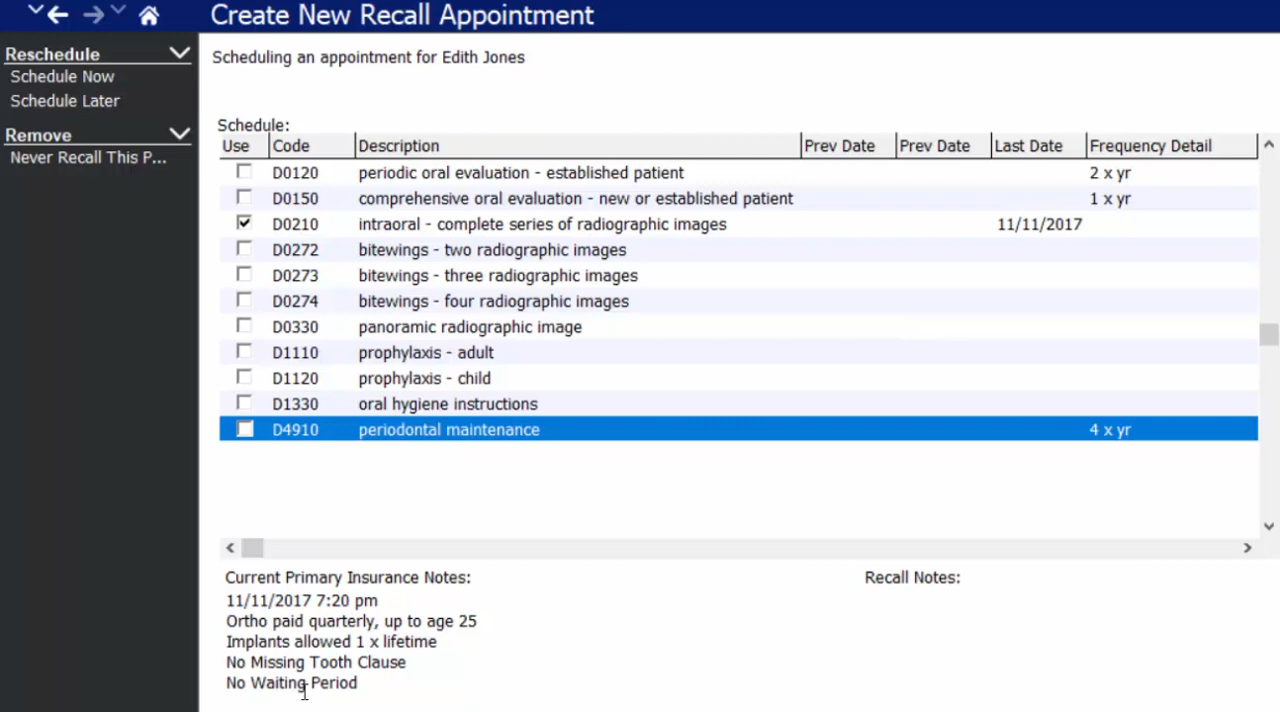 Create New Recall Appointment
Reschedule
Schedule Now
Schedule Later
Remove
Never Recall This P...
Scheduling an appointment for Edith Jones
Schedule:
Use Code Description Prev Date Prev Date Last Date Frequency Detail
D0120 periodic oral evaluation - established patient 2 x yr
D0150 comprehensive oral evaluation - new or established patient 1 x yr
D0210 intraoral - complete series of radiographic images 11/11/2017
D0272 bitewings - two radiographic images
D0273 bitewings - three radiographic images
D0274 bitewings - four radiographic images
D0330 panoramic radiographic image
D1110 prophylaxis - adult
D1120 prophylaxis - child
D1330 oral hygiene instructions
D4910 periodontal maintenance 4 x yr
Current Primary Insurance Notes: Recall Notes:
11/11/2017 7:20 pm
Ortho paid quarterly, up to age 25
Implants allowed 1 x lifetime
No Missing Tooth Clause
No Waiting Period